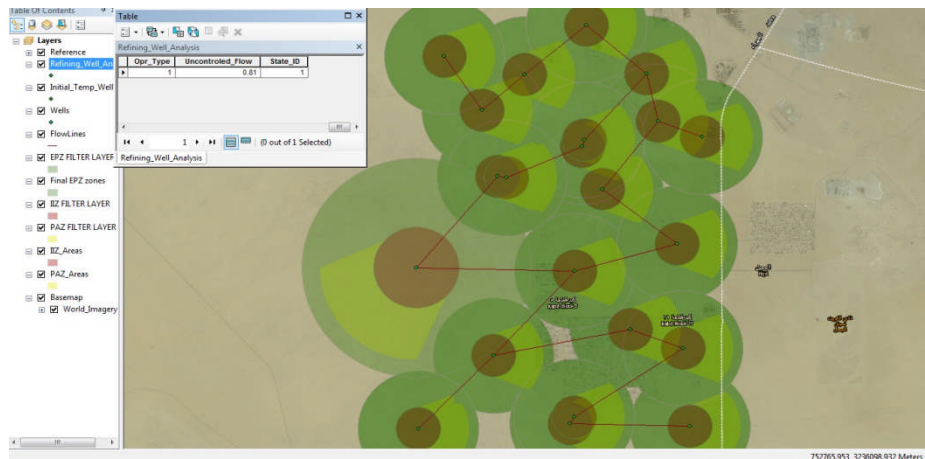 Table Of Contents
Layers
Reference
Refining_Well_An
Initial_Temp_Well
Wells
FlowLines
EPZ FILTER LAYER
Final EPZ zones
IIZ FILTER LAYER
PAZ FILTER LAYER
IIZ_Areas
PAZ_Areas
Basemap
World_Imagery
Table
Refining_Well_Analysis
Opr_Type Uncontroled_Flow State_ID
1 0.81 1
1
(0 out of 1 Selected)
Refining_Well_Analysis
752765.953 3236098.932 Meters